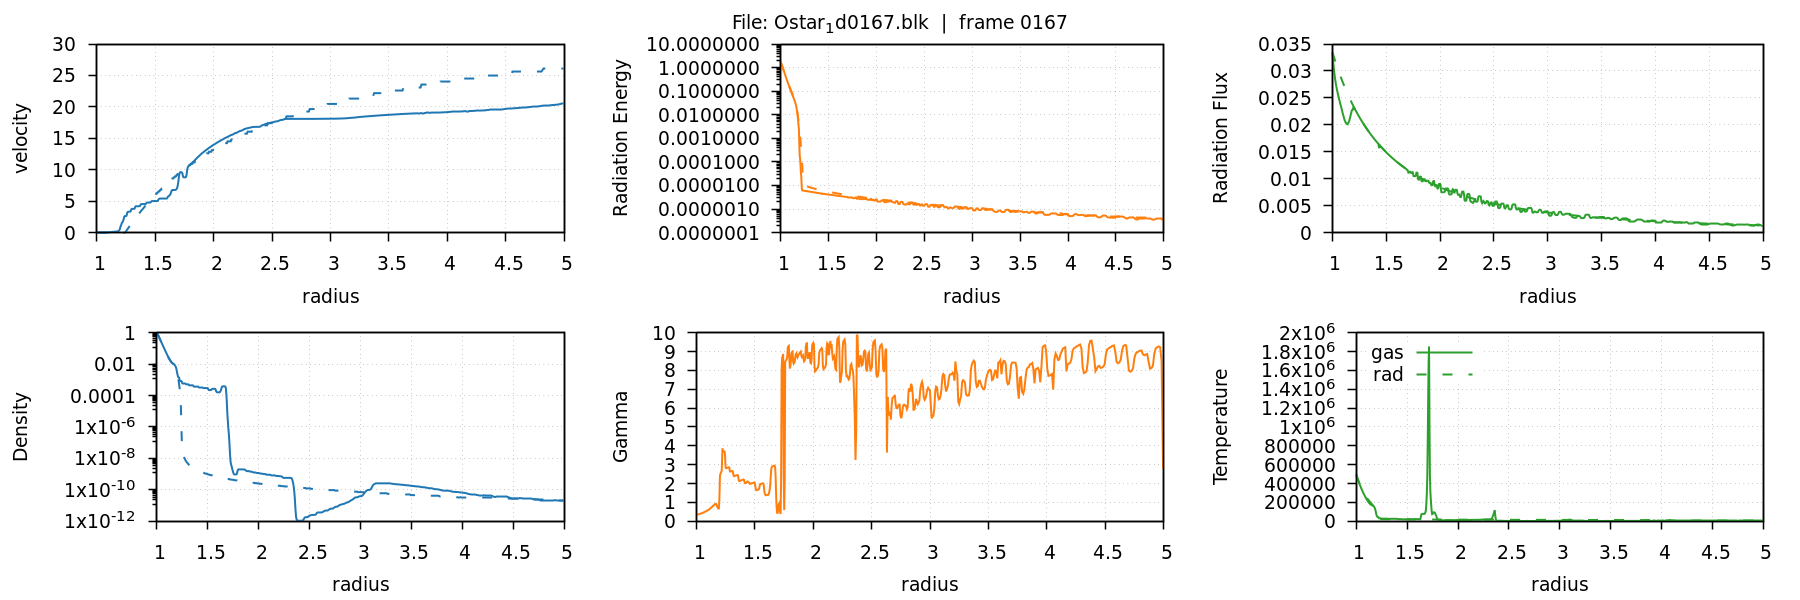 File: Ostar1d0167.blk | frame 0167
velocity
30
25
20
15
10
5
0
1 1.5 2 2.5 3 3.5 4 4.5 5
radius
Radiation Energy
10.0000000
1.0000000
0.1000000
0.0100000
0.0010000
0.0001000
0.0000100
0.0000010
0.0000001
1 1.5 2 2.5 3 3.5 4 4.5 5
radius
Radiation Flux
0.035
0.03
0.025
0.02
0.015
0.01
0.005
0
1 1.5 2 2.5 3 3.5 4 4.5 5
radius
Density
1
0.01
0.0001
1x10-6
1x10-8
1x10-10
1x10-12
1 1.5 2 2.5 3 3.5 4 4.5 5
radius
Gamma
10
9
8
7
6
5
4
3
2
1
0
1 1.5 2 2.5 3 3.5 4 4.5 5
radius
Temperature
2x106
1.8x106
1.6x106
1.4x106
1.2x106
1x106
800000
600000
400000
200000
0
gas
rad
1 1.5 2 2.5 3 3.5 4 4.5 5
radius